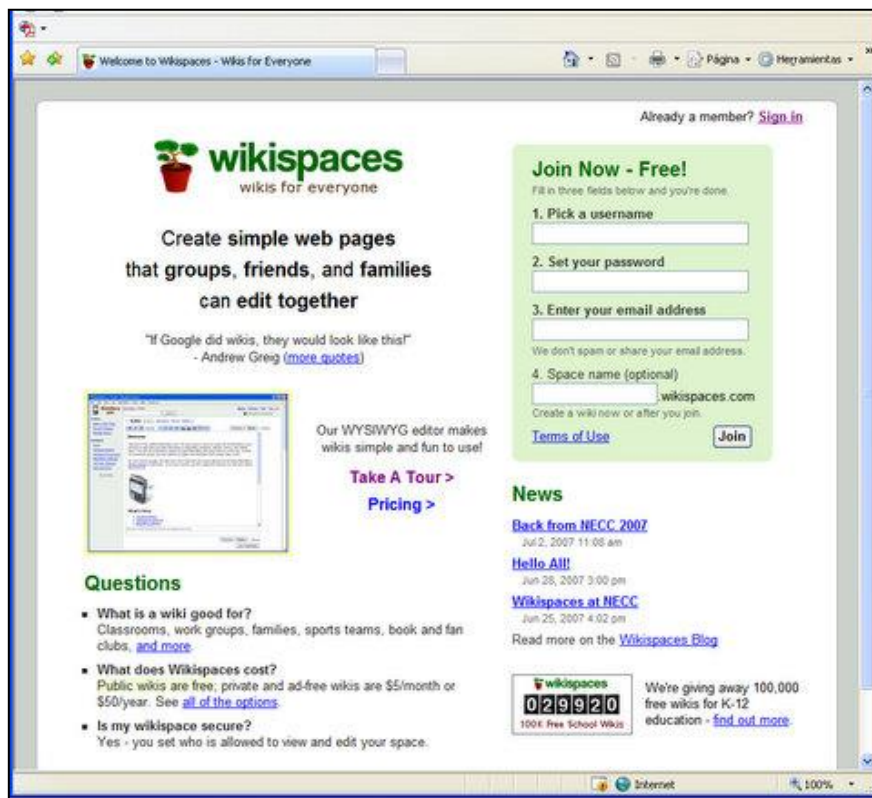 Welcome to Wikispaces - Wikis for Everyone
Página
Herramientas
»
Already a member? Sign in
wikispaces
wikis for everyone
Create simple web pages
that groups, friends, and families
can edit together
"If Google did wikis, they would look like this!"
- Andrew Greig (more quotes)
Our WYSIWYG editor makes
wikis simple and fun to use!
Take A Tour >
Pricing >
Questions
What is a wiki good for?
Classrooms, work groups, families, sports teams, book and fan
clubs, and more.
What does Wikispaces cost?
Public wikis are free; private and ad-free wikis are $5/month or
$50/year. See all of the options.
Is my wikispace secure?
Yes - you set who is allowed to view and edit your space.
Join Now - Free!
Fill in three fields below and you're done.
1. Pick a username
2. Set your password
3. Enter your email address
We don't spam or share your email address.
4. Space name (optional)
.wikispaces.com
Create a wiki now or after you join.
Terms of Use
Join
News
Back from NECC 2007
Jul 2, 2007 11:08 am
Hello All!
Jun 28, 2007 3:00 pm
Wikispaces at NECC
Jun 25, 2007 4:02 pm
Read more on the Wikispaces Blog
wikispaces
029920
100K Free School Wikis
We're giving away 100,000
free wikis for K-12
education - find out more.
Internet
100%